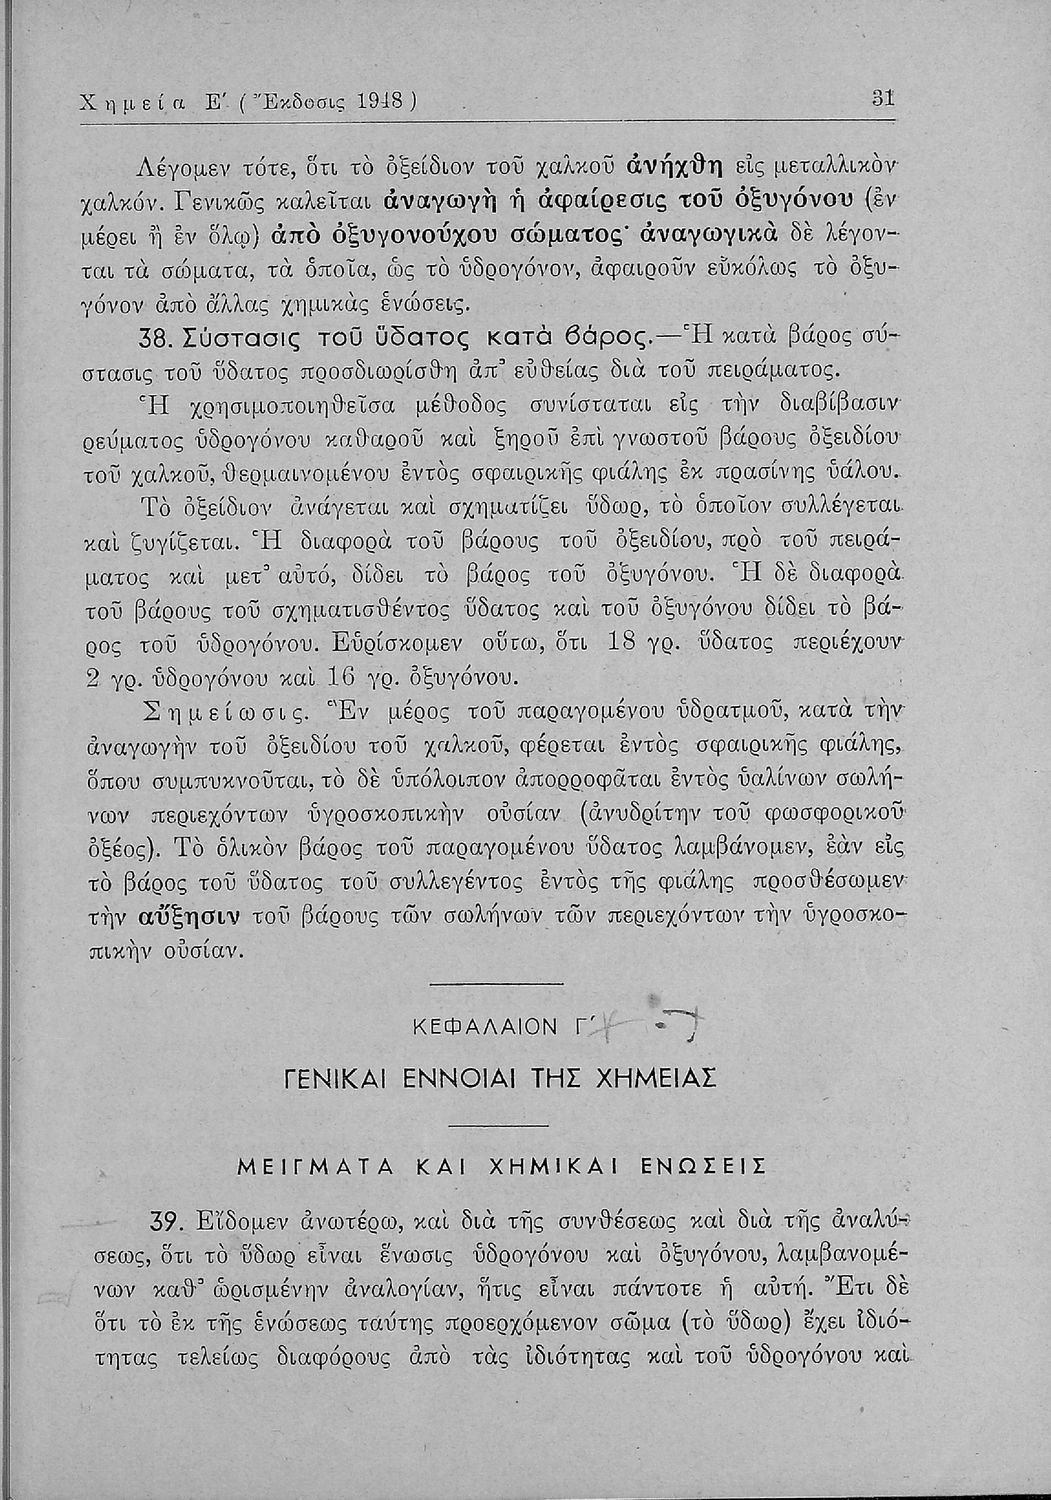 Χημεία Ε΄ (Ἔκδοσις 1948)
31
Λέγομεν τότε, ὅτι τὸ ὀξείδιον τοῦ χαλκοῦ ἀνήχθη εἰς μεταλλικὸν
χαλκόν. Γενικῶς καλεῖται ἀναγωγὴ ἡ ἀφαίρεσις τοῦ ὀξυγόνου (ἐν
μέρει ἢ ἐν ὅλῳ) ἀπὸ ὀξυγονούχου σώματος· ἀναγωγικὰ δὲ λέγον-
ται τὰ σώματα, τὰ ὁποῖα, ὡς τὸ ὑδρογόνον, ἀφαιροῦν εὐκόλως τὸ ὀξυ-
γόνον ἀπὸ ἄλλας χημικὰς ἑνώσεις.
38. Σύστασις τοῦ ὕδατος κατὰ βάρος.—Ἡ κατὰ βάρος σύ-
στασις τοῦ ὕδατος προσδιωρίσθη ἀπ᾽ εὐθείας διὰ τοῦ πειράματος.
Ἡ χρησιμοποιηθεῖσα μέθοδος συνίσταται εἰς τὴν διαβίβασιν
ρεύματος ὑδρογόνου καθαροῦ καὶ ξηροῦ ἐπὶ γνωστοῦ βάρους ὀξειδίου
τοῦ χαλκοῦ, θερμαινομένου ἐντὸς σφαιρικῆς φιάλης ἐκ πρασίνης ὑάλου.
Τὸ ὀξείδιον ἀνάγεται καὶ σχηματίζει ὕδωρ, τὸ ὁποῖον συλλέγεται
καὶ ζυγίζεται. Ἡ διαφορὰ τοῦ βάρους τοῦ ὀξειδίου, πρὸ τοῦ πειρά-
ματος καὶ μετ᾽ αὐτό, δίδει τὸ βάρος τοῦ ὀξυγόνου. Ἡ δὲ διαφορὰ
τοῦ βάρους τοῦ σχηματισθέντος ὕδατος καὶ τοῦ ὀξυγόνου δίδει τὸ βά-
ρος τοῦ ὑδρογόνου. Εὑρίσκομεν οὕτω, ὅτι 18 γρ. ὕδατος περιέχουν
2 γρ. ὑδρογόνου καὶ 16 γρ. ὀξυγόνου.
Σημείωσις. Ἓν μέρος τοῦ παραγομένου ὑδρατμοῦ, κατὰ τὴν
ἀναγωγὴν τοῦ ὀξειδίου τοῦ χαλκοῦ, φέρεται ἐντὸς σφαιρικῆς φιάλης,
ὅπου συμπυκνοῦται, τὸ δὲ ὑπόλοιπον ἀπορροφᾶται ἐντὸς ὑαλίνων σωλή-
νων περιεχόντων ὑγροσκοπικὴν οὐσίαν (ἀνυδρίτην τοῦ φωσφορικοῦ
ὀξέος). Τὸ ὁλικὸν βάρος τοῦ παραγομένου ὕδατος λαμβάνομεν, ἐὰν εἰς
τὸ βάρος τοῦ ὕδατος τοῦ συλλεγέντος ἐντὸς τῆς φιάλης προσθέσωμεν
τὴν αὔξησιν τοῦ βάρους τῶν σωλήνων τῶν περιεχόντων τὴν ὑγροσκο-
πικὴν οὐσίαν.
ΚΕΦΑΛΑΙΟΝ Γ΄
ΓΕΝΙΚΑΙ ΕΝΝΟΙΑΙ ΤΗΣ ΧΗΜΕΙΑΣ
ΜΕΙΓΜΑΤΑ ΚΑΙ ΧΗΜΙΚΑΙ ΕΝΩΣΕΙΣ
39. Εἴδομεν ἀνωτέρω, καὶ διὰ τῆς συνθέσεως καὶ διὰ τῆς ἀναλύ-
σεως, ὅτι τὸ ὕδωρ εἶναι ἕνωσις ὑδρογόνου καὶ ὀξυγόνου, λαμβανομέ-
νων καθ᾽ ὡρισμένην ἀναλογίαν, ἥτις εἶναι πάντοτε ἡ αὐτή. Ἔτι δὲ
ὅτι τὸ ἐκ τῆς ἑνώσεως ταύτης προερχόμενον σῶμα (τὸ ὕδωρ) ἔχει ἰδιό-
τητας τελείως διαφόρους ἀπὸ τὰς ἰδιότητας καὶ τοῦ ὑδρογόνου καὶ